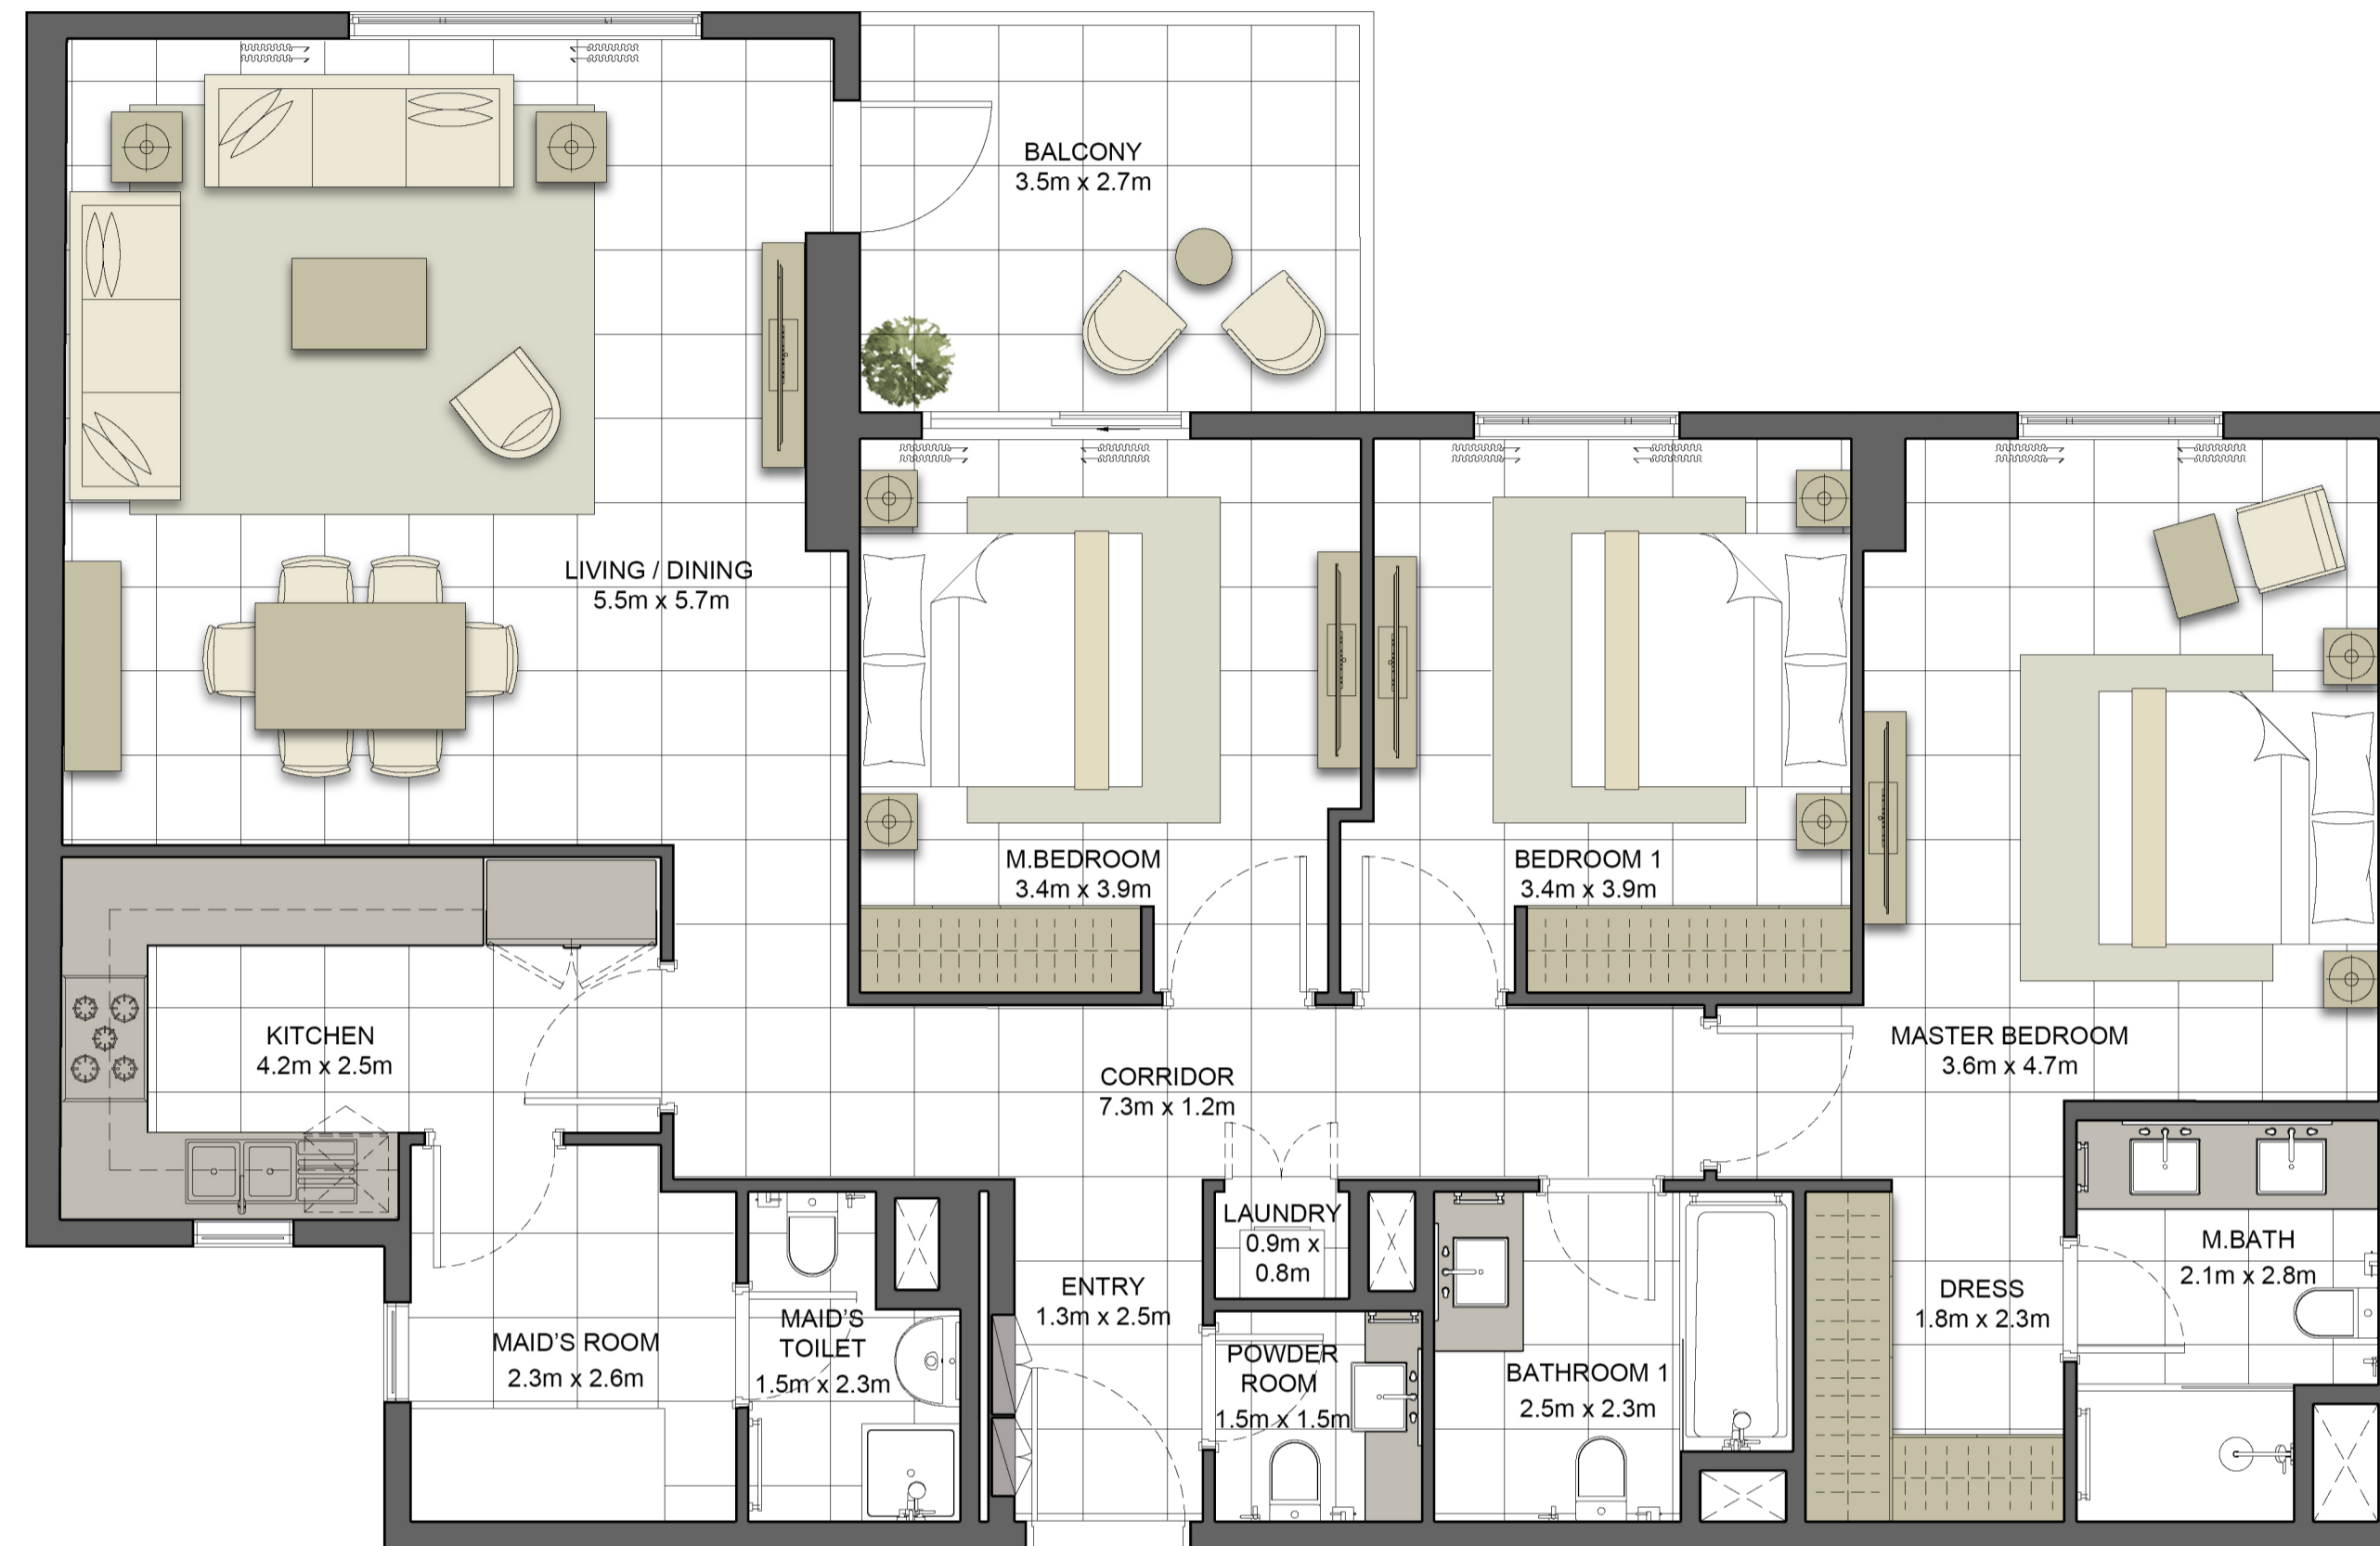 BALCONY
3.5m x 2.7m
LIVING / DINING
5.5m x 5.7m
M.BEDROOM
3.4m x 3.9m
BEDROOM 1
3.4m x 3.9m
KITCHEN
4.2m x 2.5m
CORRIDOR
7.3m x 1.2m
MASTER BEDROOM
3.6m x 4.7m
MAID'S ROOM
2.3m x 2.6m
MAID'S
TOILET
1.5m x 2.3m
ENTRY
1.3m x 2.5m
LAUNDRY
0.9m x
0.8m
POWDER
ROOM
1.5m x 1.5m
BATHROOM 1
2.5m x 2.3m
DRESS
1.8m x 2.3m
M.BATH
2.1m x 2.8m